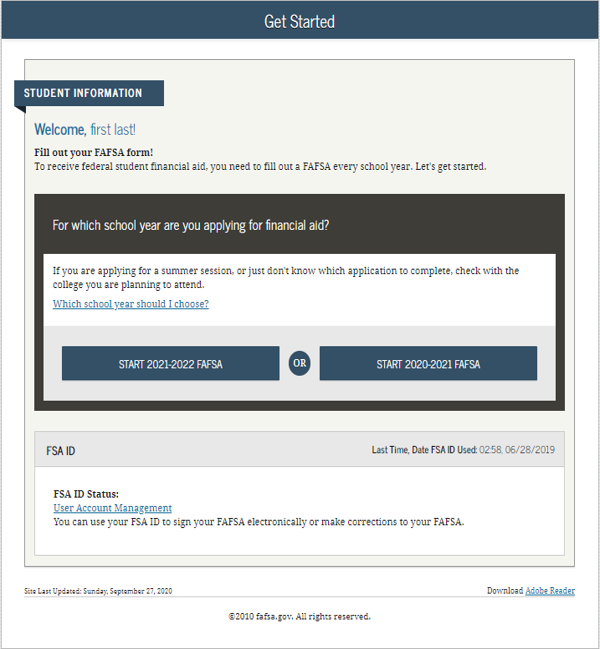 Get Started
STUDENT INFORMATION
Welcome, first last!
Fill out your FAFSA form!
To receive federal student financial aid, you need to fill out a FAFSA every school year. Let's get started.
For which school year are you applying for financial aid?
If you are applying for a summer session, or just don't know which application to complete, check with the
college you are planning to attend.
Which school year should I choose?
START 2021-2022 FAFSA OR START 2020-2021 FAFSA
FSA ID Last Time, Date FSA ID Used: 02:58, 06/28/2019
FSA ID Status:
User Account Management
You can use your FSA ID to sign your FAFSA electronically or make corrections to your FAFSA.
Site Last Updated: Sunday, September 27, 2020 Download Adobe Reader
©2010 fafsa.gov. All rights reserved.